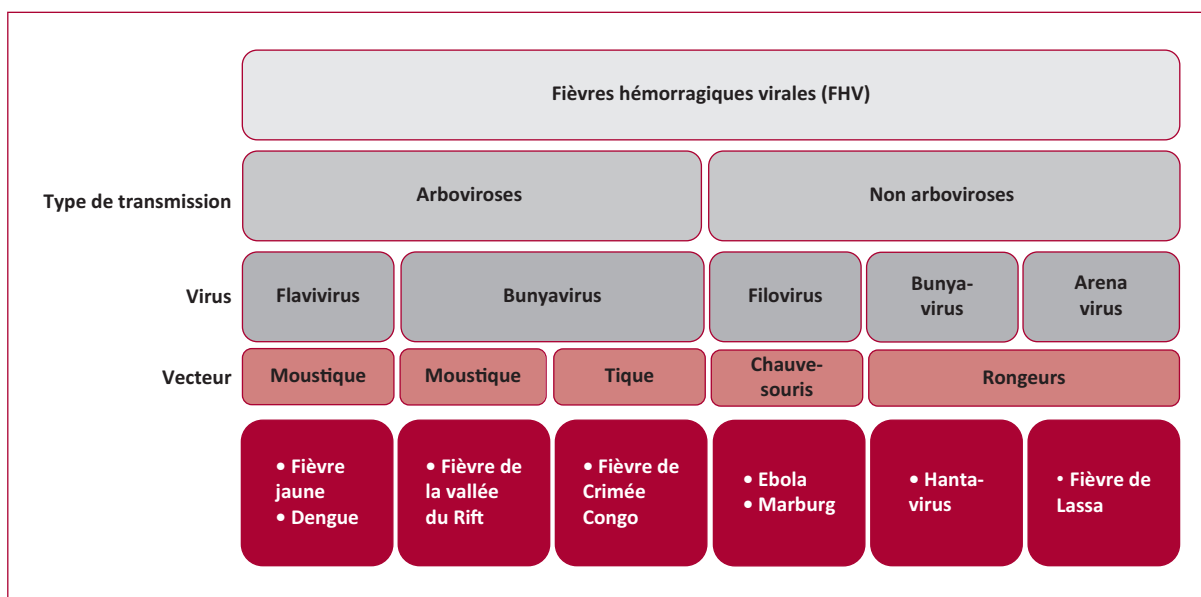 Fièvres hémorragiques virales (FHV)
Type de transmission
Arboviroses
Non arboviroses
Virus
Flavivirus
Bunyavirus
Filovirus
Bunya-
virus
Arena
virus
Vecteur
Moustique
Moustique
Tique
Chauve-
souris
Rongeurs
• Fièvre
jaune
• Dengue
• Fièvre de
la vallée
du Rift
• Fièvre de
Crimée
Congo
• Ebola
• Marburg
• Hanta-
virus
• Fièvre de
Lassa